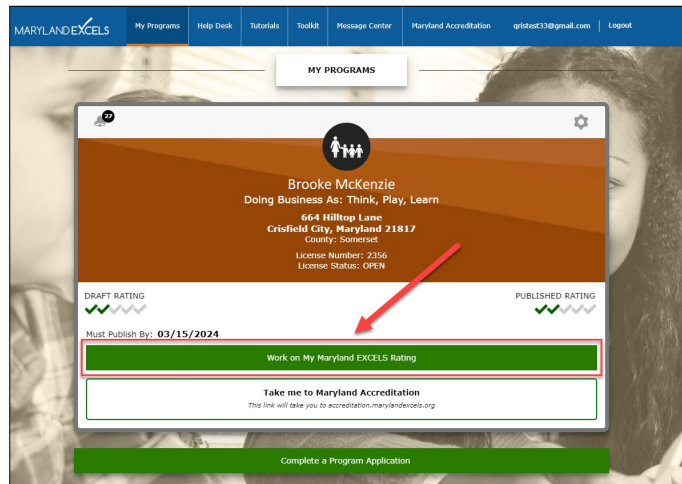 MARYLAND EXCELS
My Programs
Help Desk
Tutorials
Toolkit
Message Center
Maryland Accreditation
qristest33@gmail.com
Logout
MY PROGRAMS
27
Brooke McKenzie
Doing Business As: Think, Play, Learn
664 Hilltop Lane
Crisfield City, Maryland 21817
County: Somerset
License Number: 2356
License Status: OPEN
DRAFT RATING
PUBLISHED RATING
Must Publish By: 03/15/2024
Work on My Maryland EXCELS Rating
Take me to Maryland Accreditation
This link will take you to accreditation.marylandexcels.org
Complete a Program Application